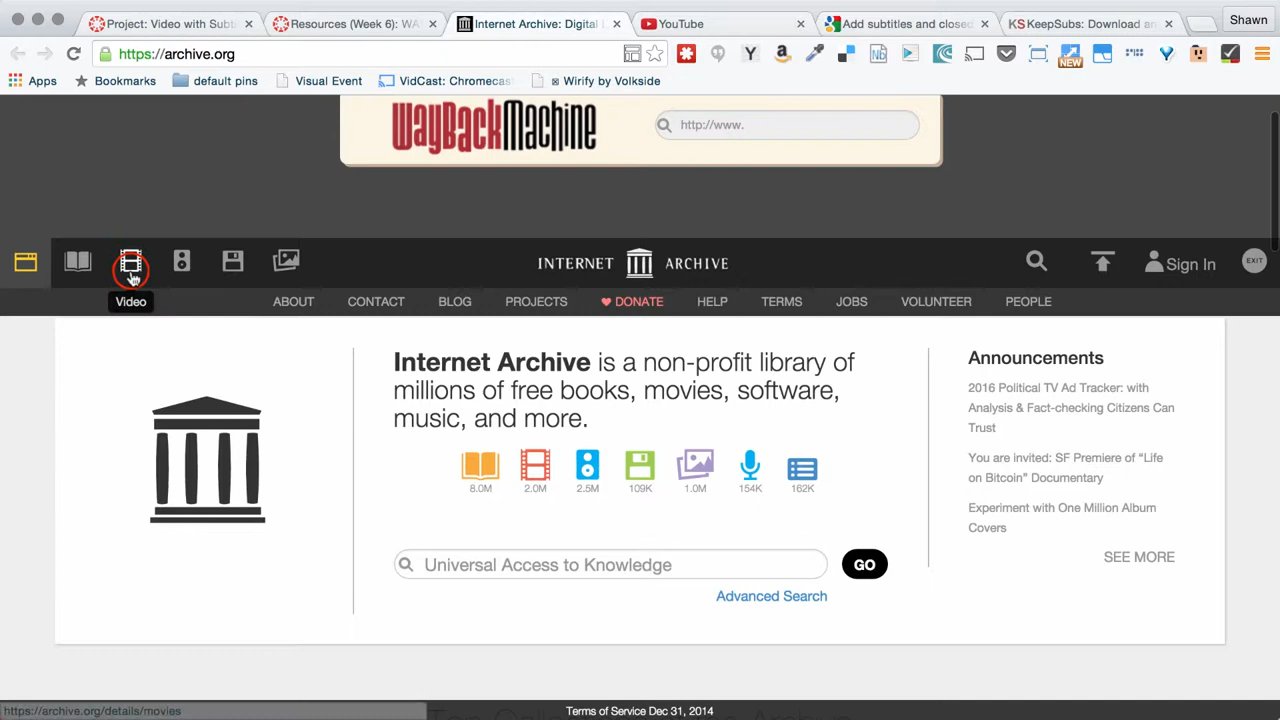 Project: Video with Subt
Resources (Week 6): WA
Internet Archive: Digital L
YouTube
Add subtitles and closed
KS KeepSubs: Download an
Shawn
https://archive.org
NEW
Apps
Bookmarks
default pins
Visual Event
VidCast: Chromecas
Wirify by Volkside
WayBackMachine
http://www.
INTERNET ARCHIVE
Sign In
EXIT
Video
ABOUT
CONTACT
BLOG
PROJECTS
DONATE
HELP
TERMS
JOBS
VOLUNTEER
PEOPLE
Internet Archive is a non-profit library of
millions of free books, movies, software,
music, and more.
8.0M
2.0M
2.5M
109K
1.0M
154K
162K
Universal Access to Knowledge
GO
Advanced Search
Announcements
2016 Political TV Ad Tracker: with
Analysis & Fact-checking Citizens Can
Trust
You are invited: SF Premiere of “Life
on Bitcoin” Documentary
Experiment with One Million Album
Covers
SEE MORE
https://archive.org/details/movies
Terms of Service Dec 31, 2014